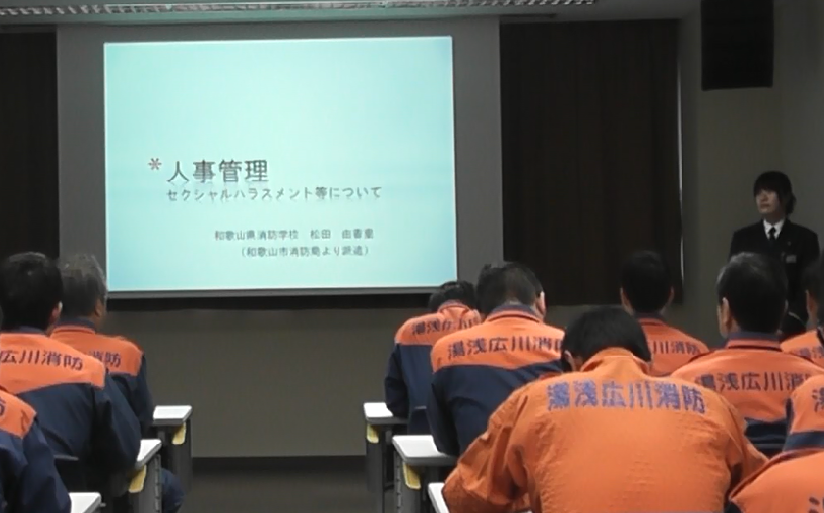 *人事管理
セクシャルハラスメント等について
和歌山県消防学校 松田 由香里
(和歌山市消防局より派遣)
広川消防
消防
湯浅広川
湯浅広川消防
消防
湯浅広川消防
湯浅広川消防